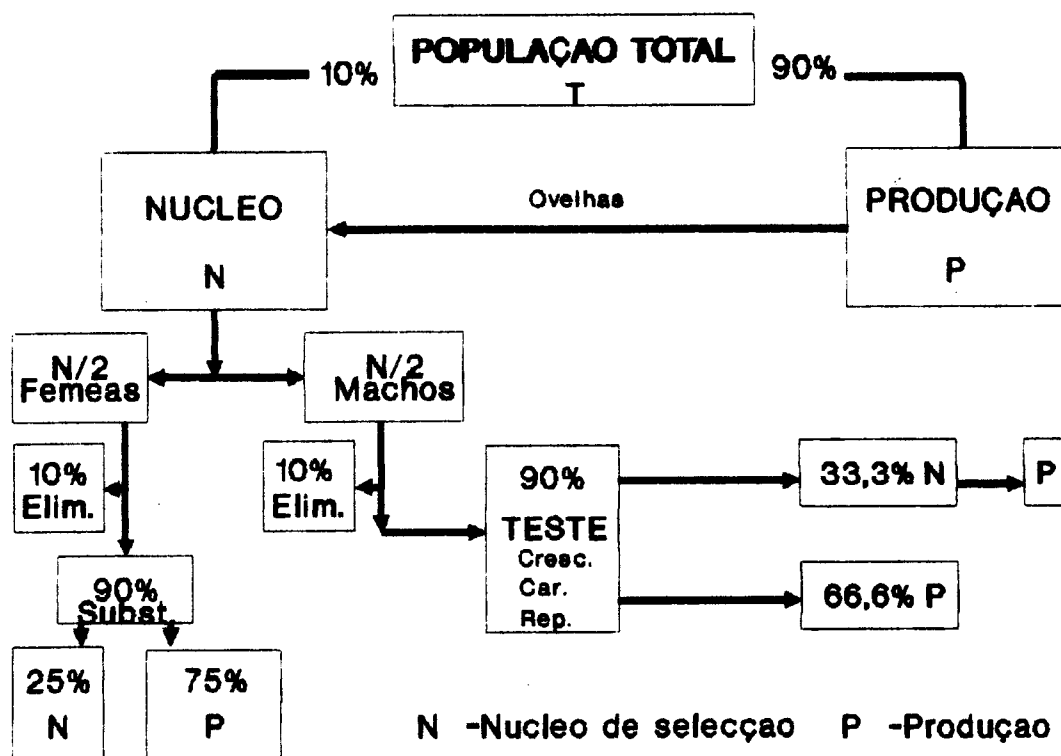 POPULAÇAO TOTAL
T
10%
90%
NUCLEO
N
Ovelhas
PRODUÇAO
P
N/2
Femeas
N/2
Machos
10%
Elim.
10%
Elim.
90%
TESTE
Cresc.
Car.
Rep.
33,3% N
P
66,6% P
90%
Subst.
25%
N
75%
P
N -Nucleo de selecçao P -Produçao